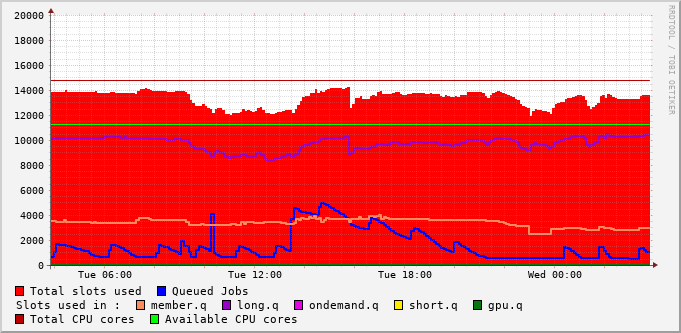 20000
18000
16000
14000
12000
10000
8000
6000
4000
2000
0
Tue 06:00 Tue 12:00 Tue 18:00 Wed 00:00
RRDTOOL / TOBI OETIKER
Total slots used Queued Jobs
Slots used in : member.q long.q ondemand.q short.q gpu.q
Total CPU cores Available CPU cores